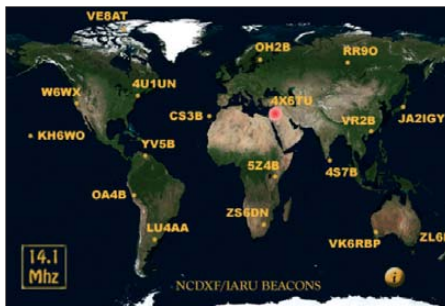 VE8AT
OH2B
RR9O
W6WX
4U1UN
4X6TU
CS3B
VR2B
JA2IGY
KH6WO
YV5B
5Z4B
4S7B
OA4B
ZS6DN
LU4AA
VK6RBP
14.1
Mhz
NCDXF/IARU BEACONS
i